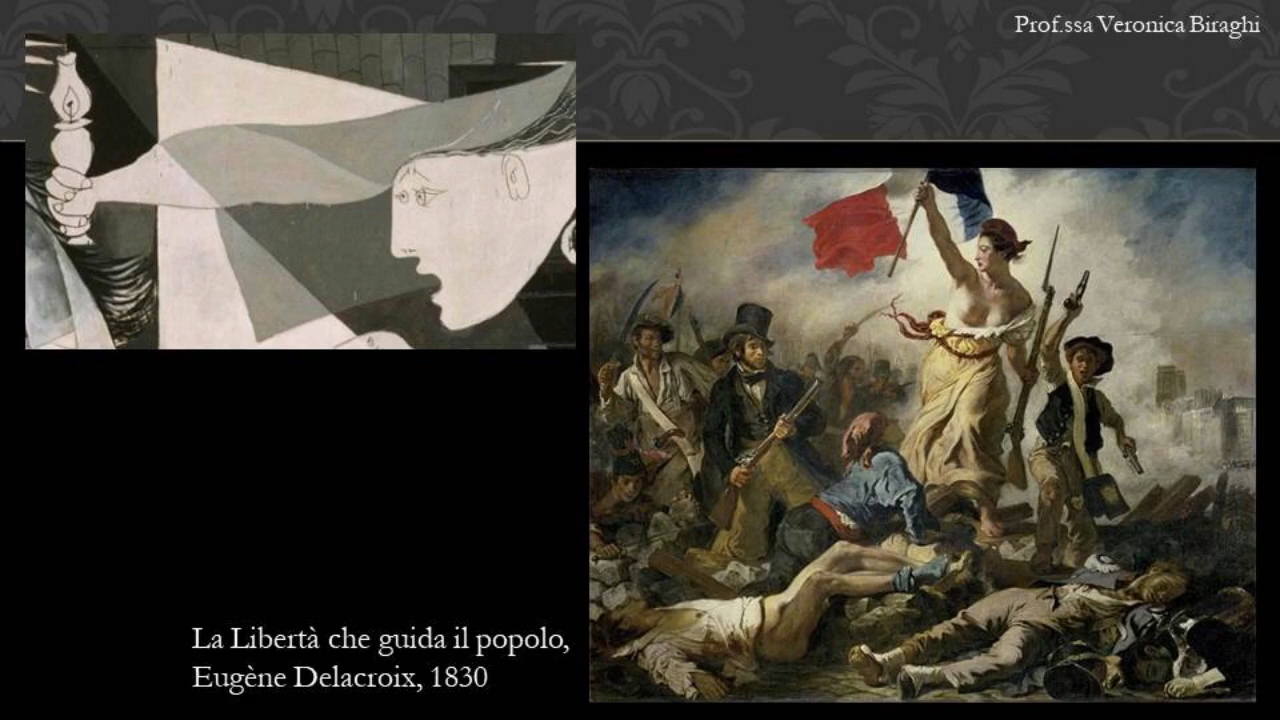 Prof.ssa Veronica Biraghi
La Libertà che guida il popolo,
Eugène Delacroix, 1830